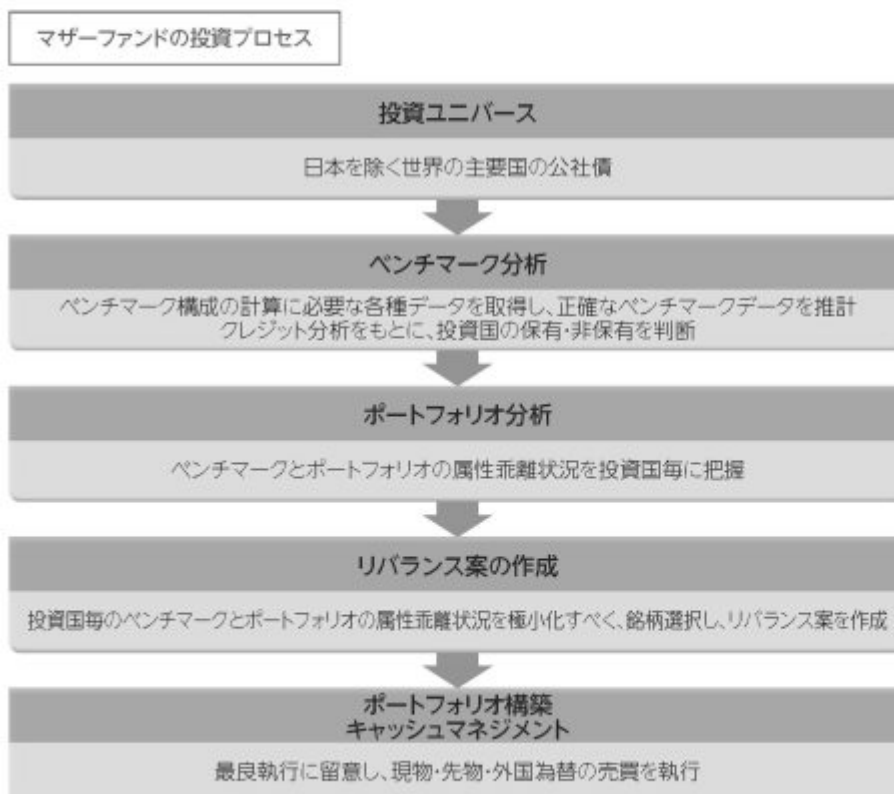 マザーファンドの投資プロセス
投資ユニバース
日本を除く世界の主要国の公社債
ベンチマーク分析
ベンチマーク構成の計算に必要な各種データを取得し、正確なベンチマークデータを推計
クレジット分析をもとに、投資国の保有・非保有を判断
ポートフォリオ分析
ベンチマークとポートフォリオの属性乖離状況を投資国毎に把握
リバランス案の作成
投資国毎のベンチマークとポートフォリオの属性乖離状況を極小化すべく、銘柄選択し、リバランス案を作成
ポートフォリオ構築
キャッシュマネジメント
最良執行に留意し、現物・先物・外国為替の売買を執行